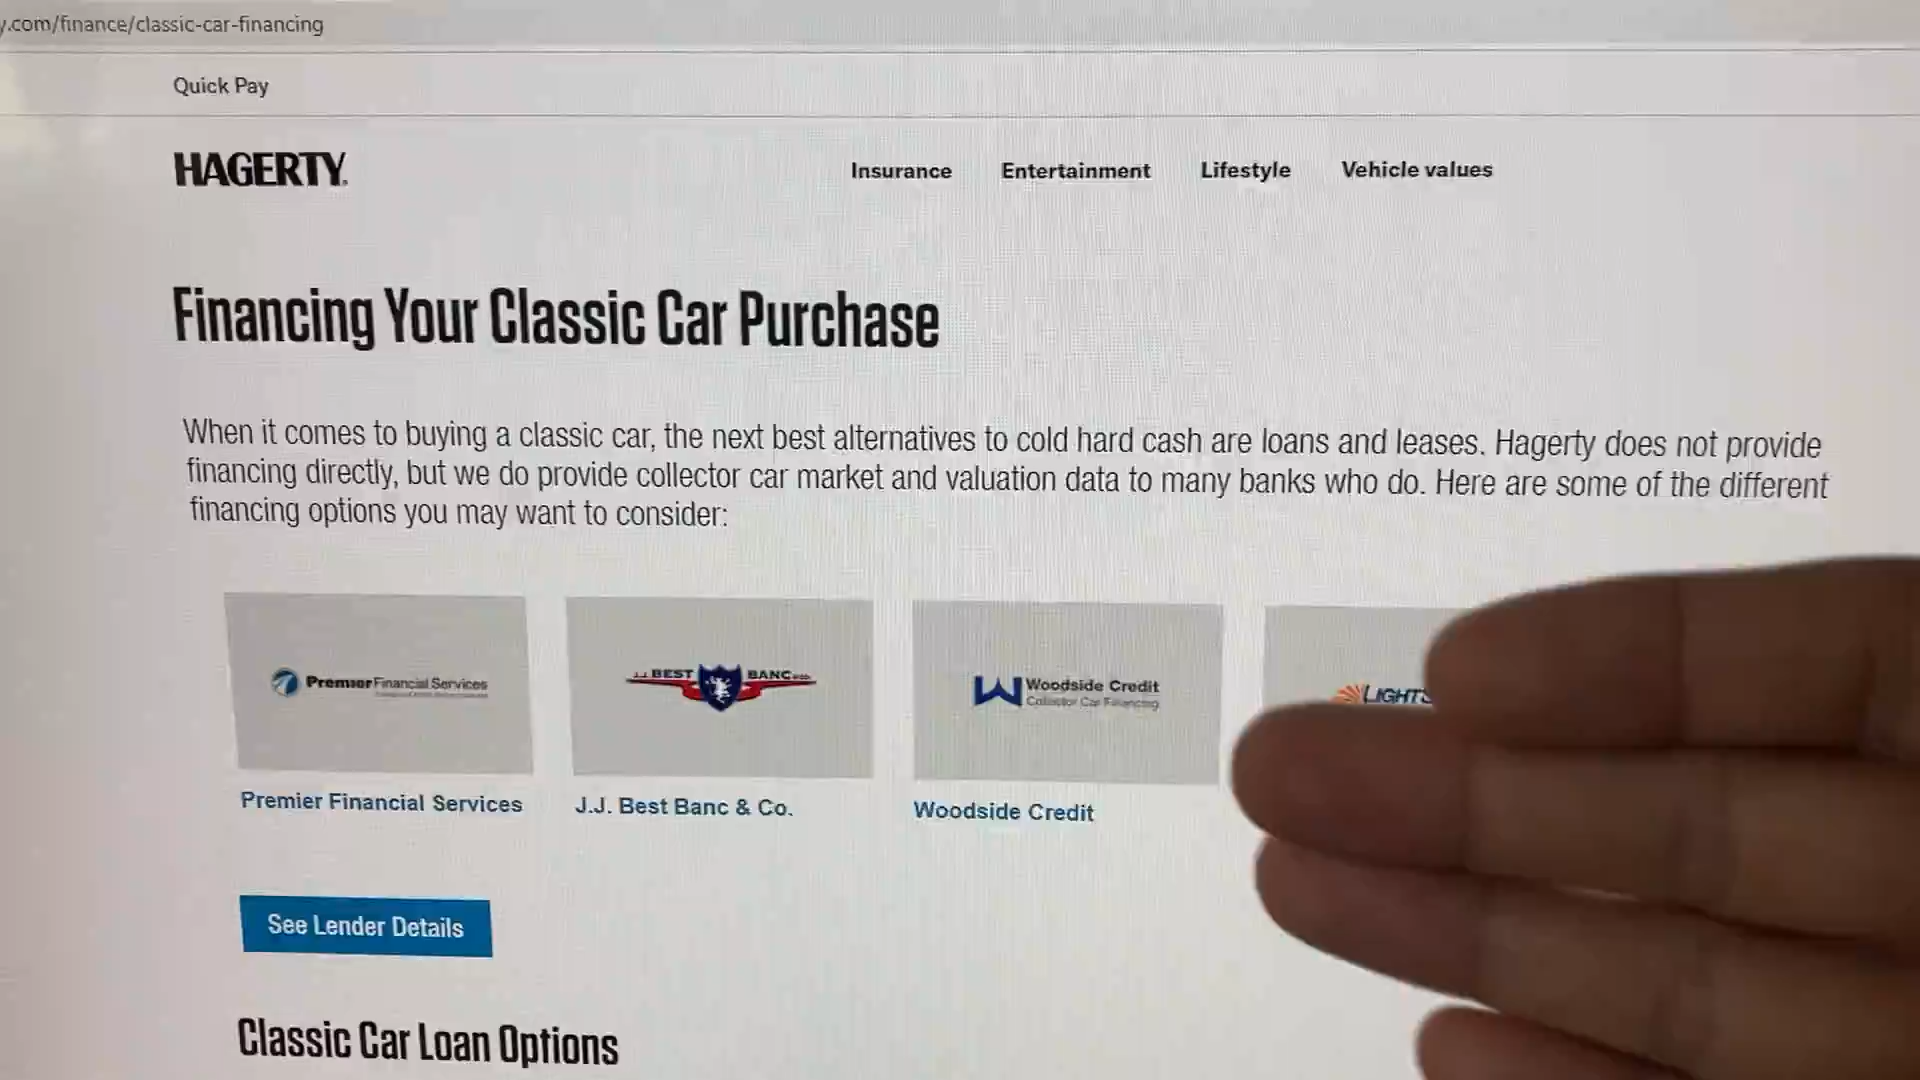 y.com/finance/classic-car-financing
Quick Pay
HAGERTY
Insurance
Entertainment
Lifestyle
Vehicle values
Financing Your Classic Car Purchase
When it comes to buying a classic car, the next best alternatives to cold hard cash are loans and leases. Hagerty does not provide
financing directly, but we do provide collector car market and valuation data to many banks who do. Here are some of the different
financing options you may want to consider:
Premier Financial Services
J.J. BEST BANC
Woodside Credit
Collector Car Financing
LIGHTS
Premier Financial Services
J.J. Best Banc & Co.
Woodside Credit
See Lender Details
Classic Car Loan Options